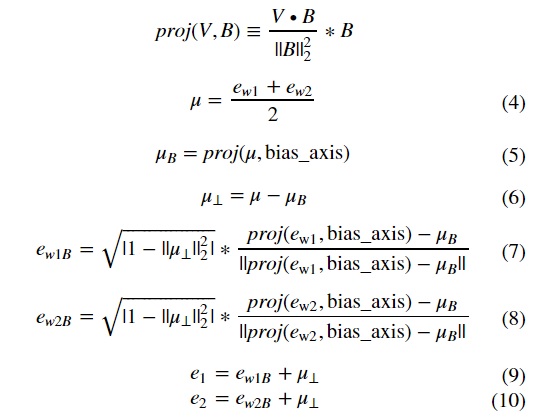 proj(V, B) ≡ V • B / ||B||₂² * B
μ = e_w1 + e_w2 / 2 (4)
μ_B = proj(μ, bias_axis) (5)
μ_⊥ = μ − μ_B (6)
e_w1B = √|1 − ||μ_⊥||₂²| * proj(e_w1, bias_axis) − μ_B / ||proj(e_w1, bias_axis) − μ_B|| (7)
e_w2B = √|1 − ||μ_⊥||₂²| * proj(e_w2, bias_axis) − μ_B / ||proj(e_w2, bias_axis) − μ_B|| (8)
e_1 = e_w1B + μ_⊥ (9)
e_2 = e_w2B + μ_⊥ (10)